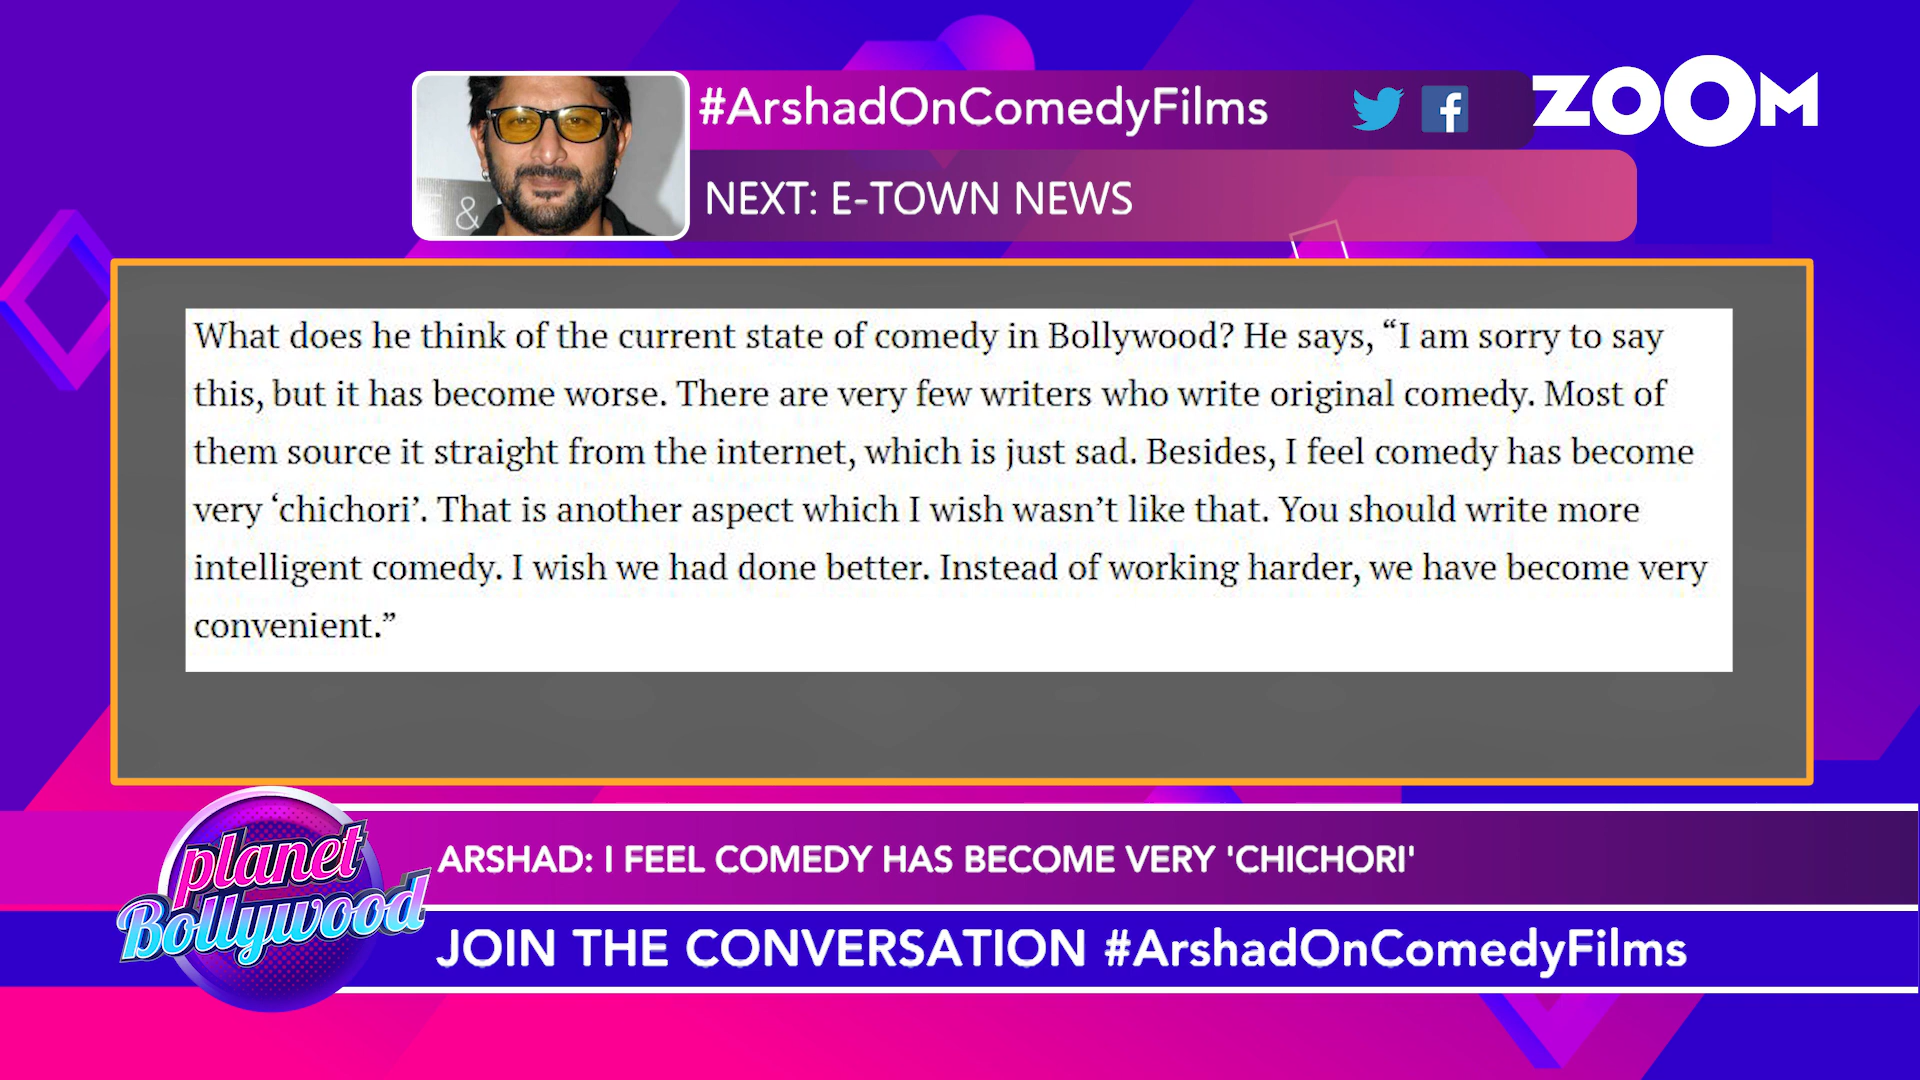 #ArshadOnComedyFilms
ZOOM
NEXT: E-TOWN NEWS
&
What does he think of the current state of comedy in Bollywood? He says, “I am sorry to say
this, but it has become worse. There are very few writers who write original comedy. Most of
them source it straight from the internet, which is just sad. Besides, I feel comedy has become
very ‘chichori’. That is another aspect which I wish wasn’t like that. You should write more
intelligent comedy. I wish we had done better. Instead of working harder, we have become very
convenient.”
planet
Bollywood
ARSHAD: I FEEL COMEDY HAS BECOME VERY 'CHICHORI'
JOIN THE CONVERSATION #ArshadOnComedyFilms